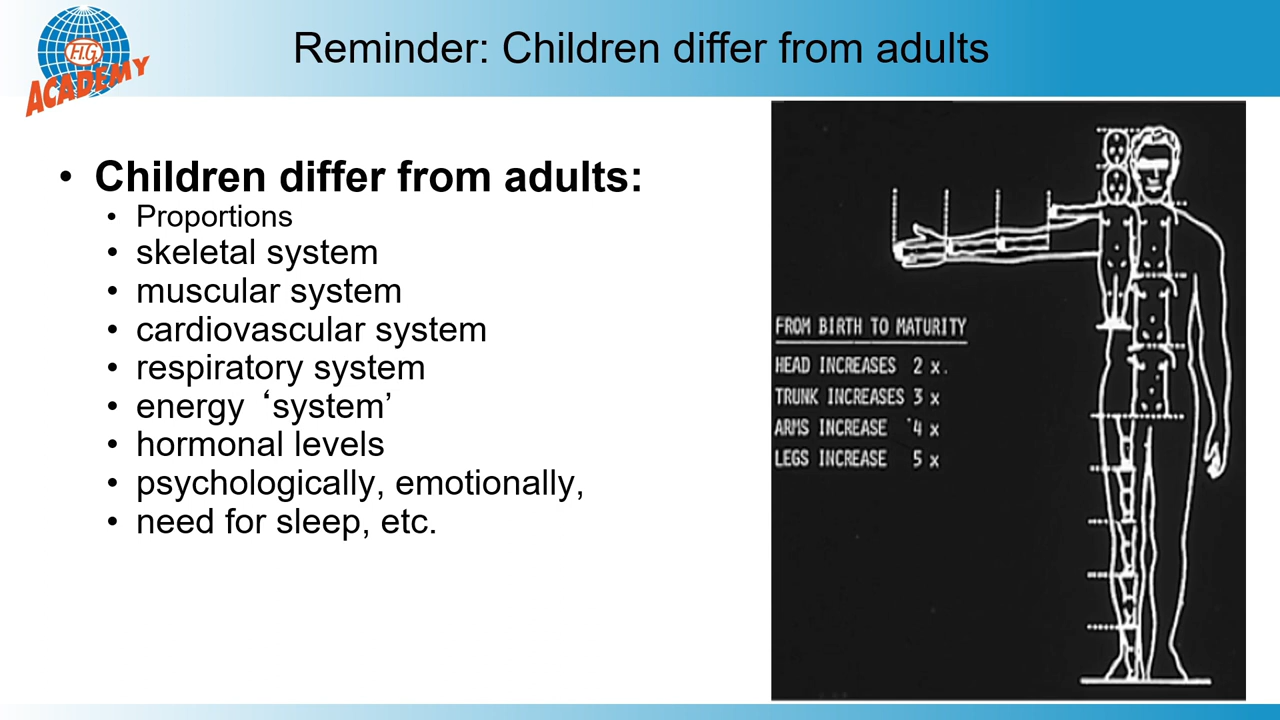 F.I.G.
ACADEMY
Reminder: Children differ from adults
• Children differ from adults:
• Proportions
• skeletal system
• muscular system
• cardiovascular system
• respiratory system
• energy ‘system’
• hormonal levels
• psychologically, emotionally,
• need for sleep, etc.
FROM BIRTH TO MATURITY
HEAD INCREASES 2 x.
TRUNK INCREASES 3 x
ARMS INCREASE 4 x
LEGS INCREASE 5 x